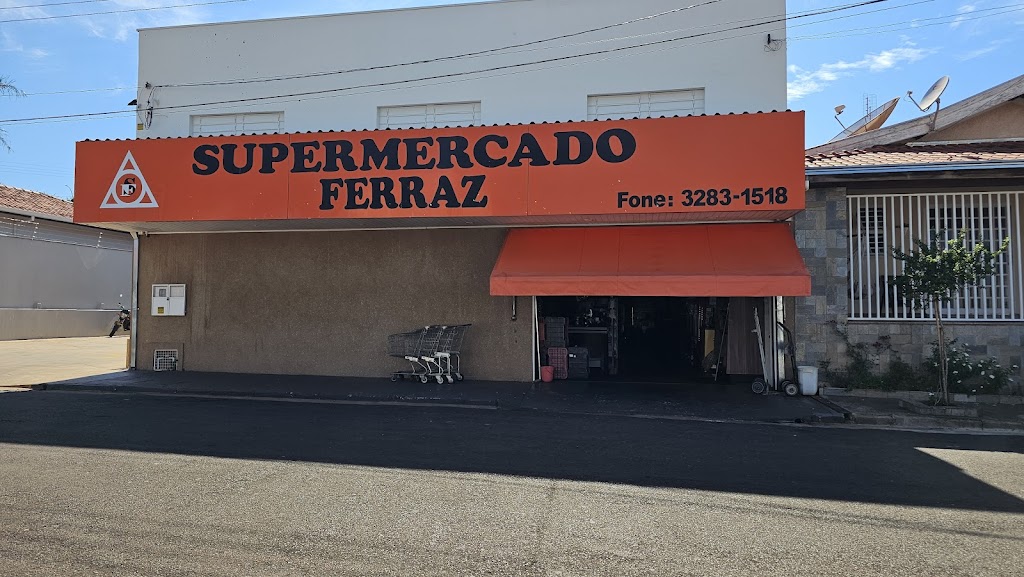 SUPERMERCADO
FERRAZ
Fone: 3283-1518